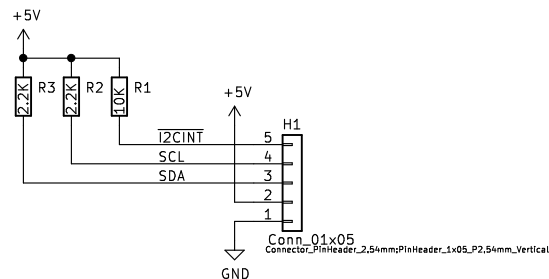 +5V
R3
R2
R1
2.2K
2.2K
10K
+5V
H1
I2CINT
5
SCL
4
SDA
3
2
1
Conn_01x05
Connector_PinHeader_2,54mm:PinHeader_1x05_P2,54mm_Vertical
GND